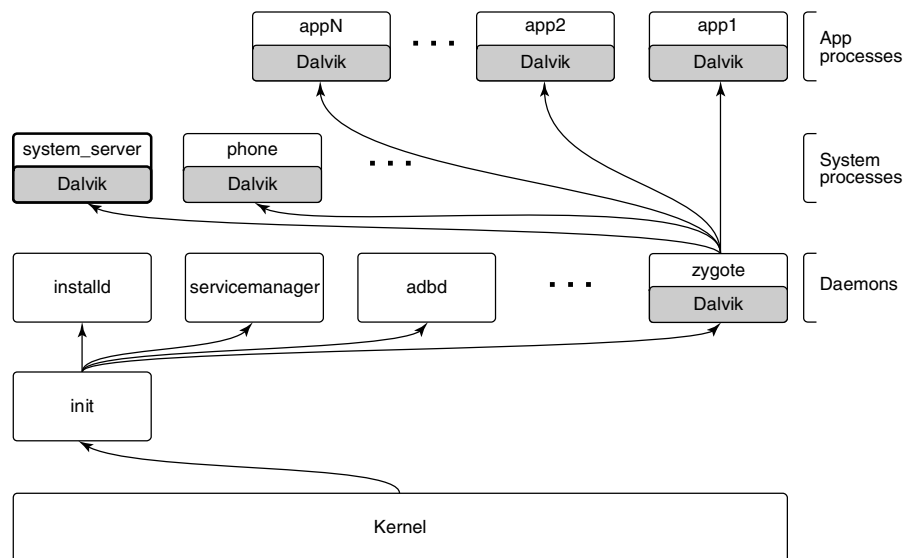 appN
app2
app1
Dalvik
Dalvik
Dalvik
App
processes
system_server
phone
Dalvik
Dalvik
System
processes
installd
servicemanager
adbd
zygote
Dalvik
Daemons
init
Kernel